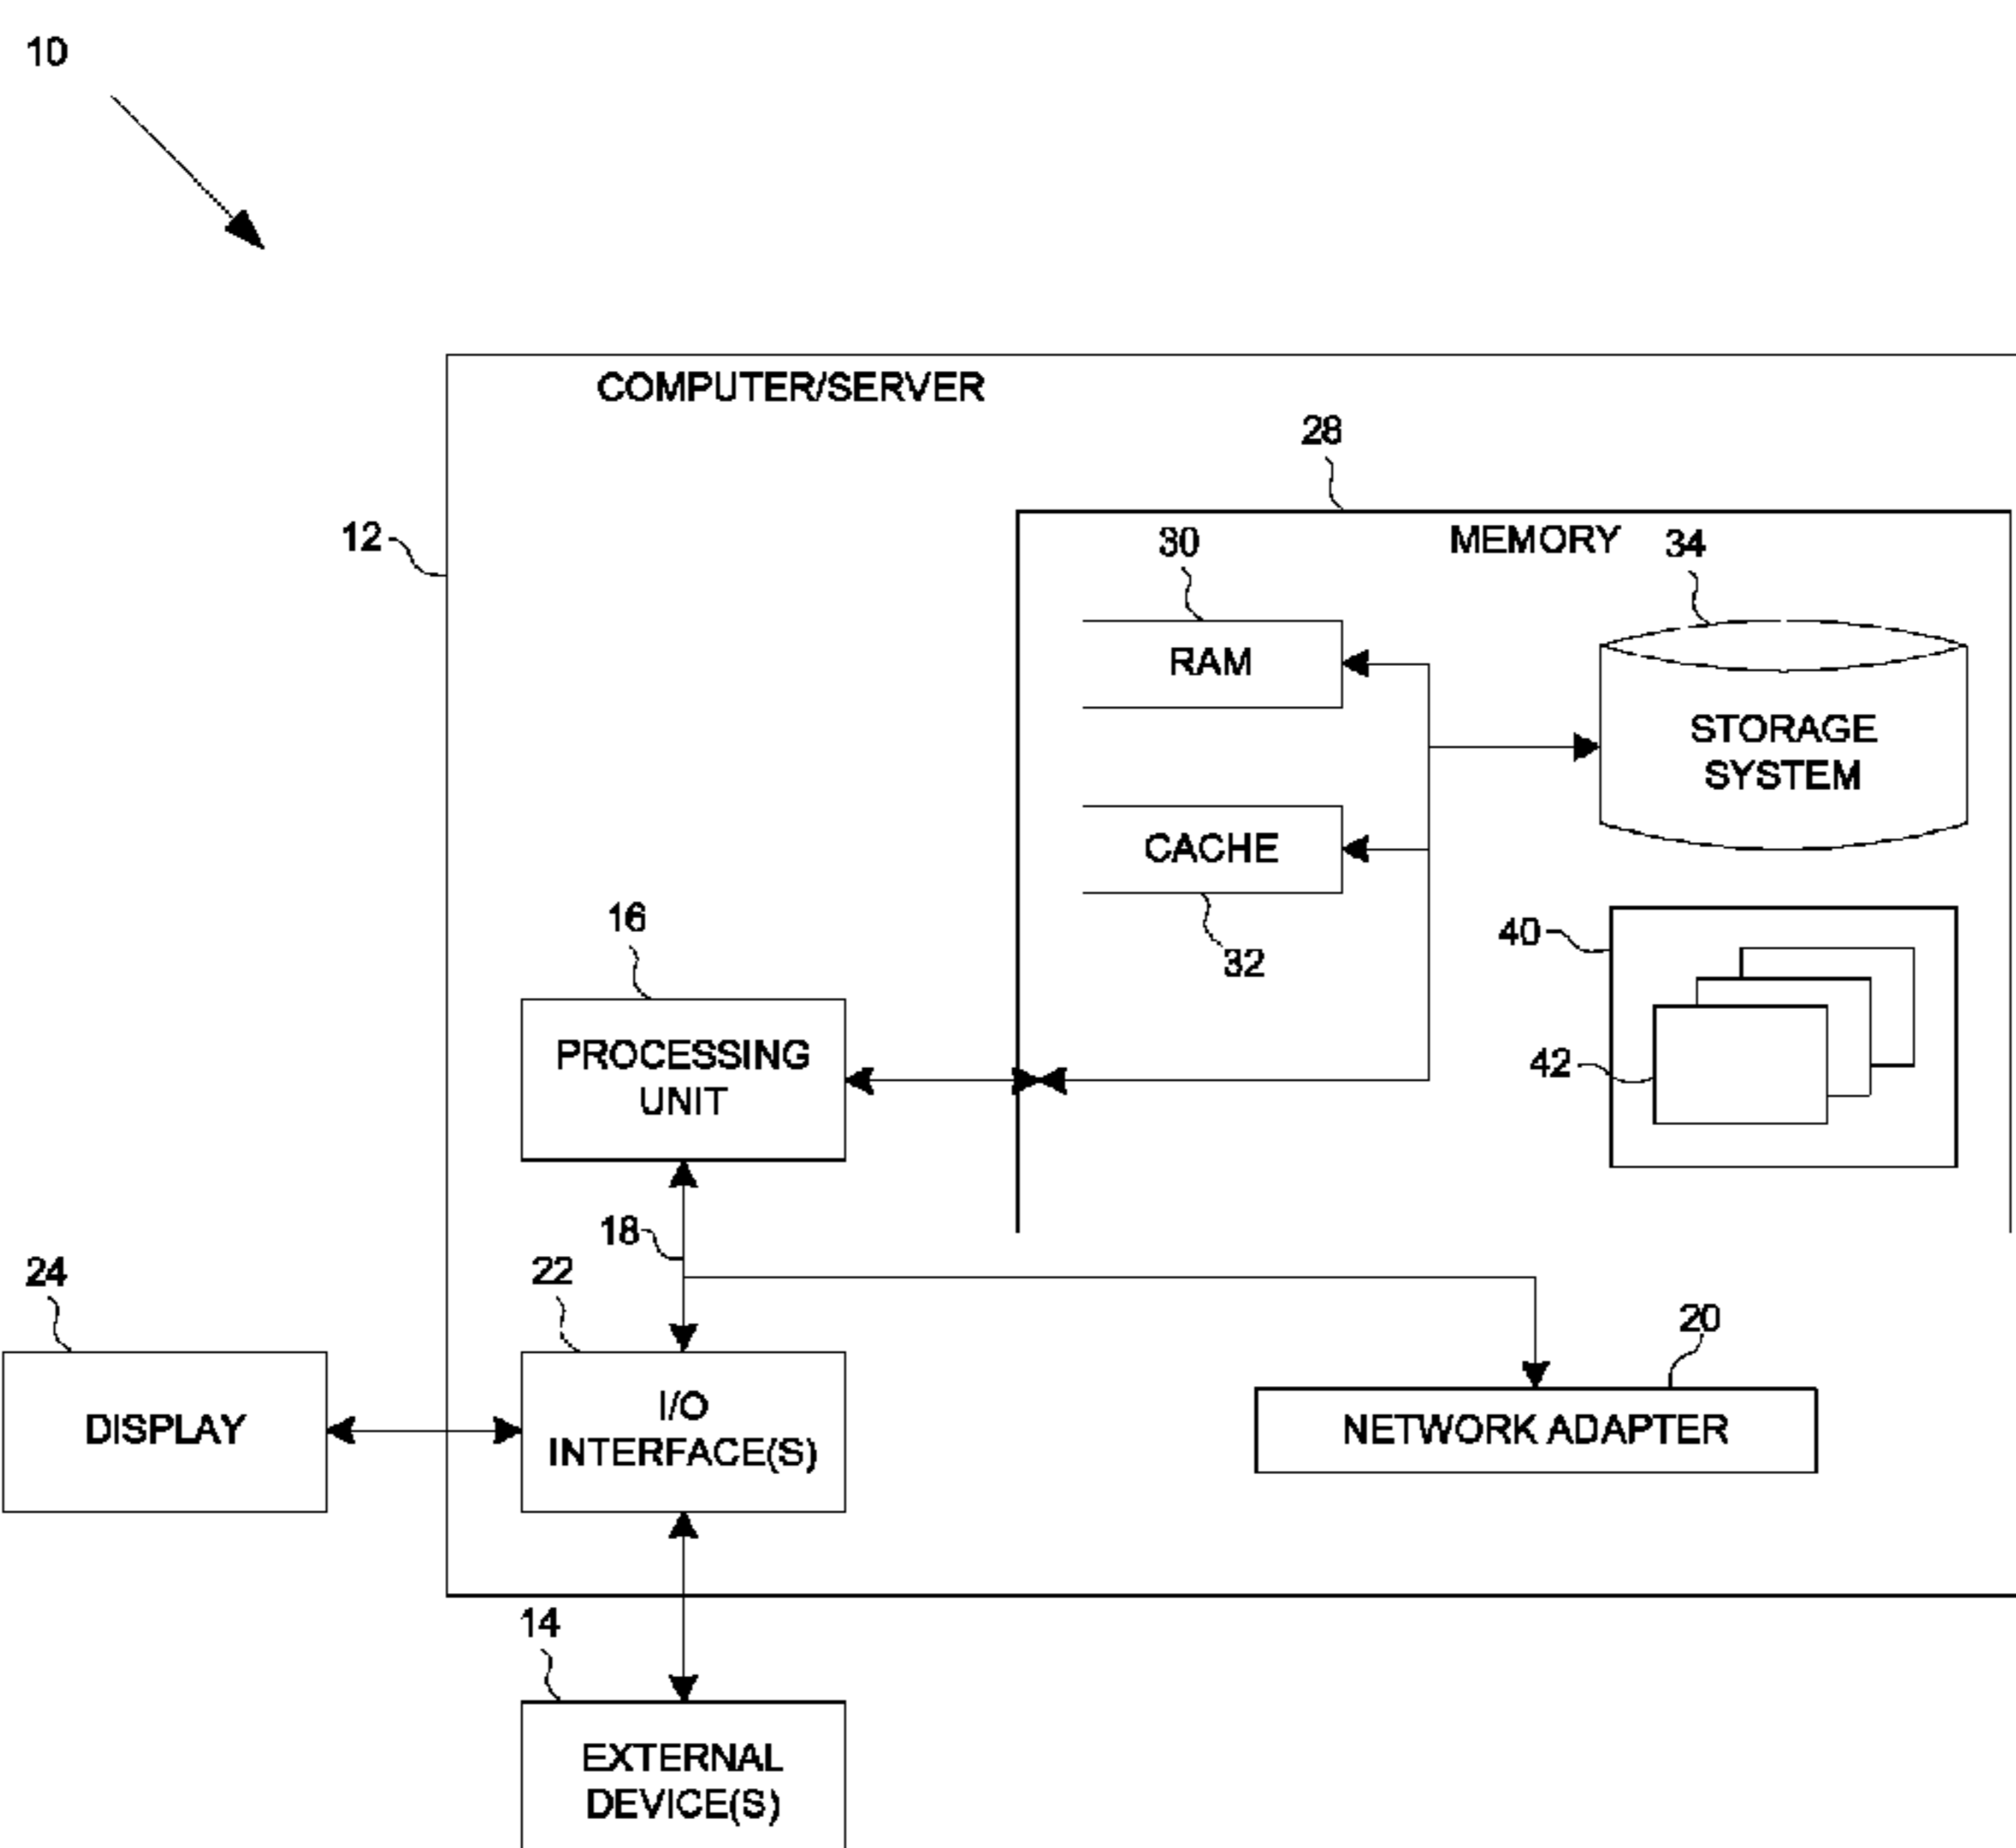 10
COMPUTER/SERVER
28
12
30
MEMORY
34
RAM
STORAGE
SYSTEM
CACHE
16
40
32
PROCESSING
UNIT
42
18
24
22
20
DISPLAY
I/O
INTERFACE(S)
NETWORK ADAPTER
14
EXTERNAL
DEVICE(S)